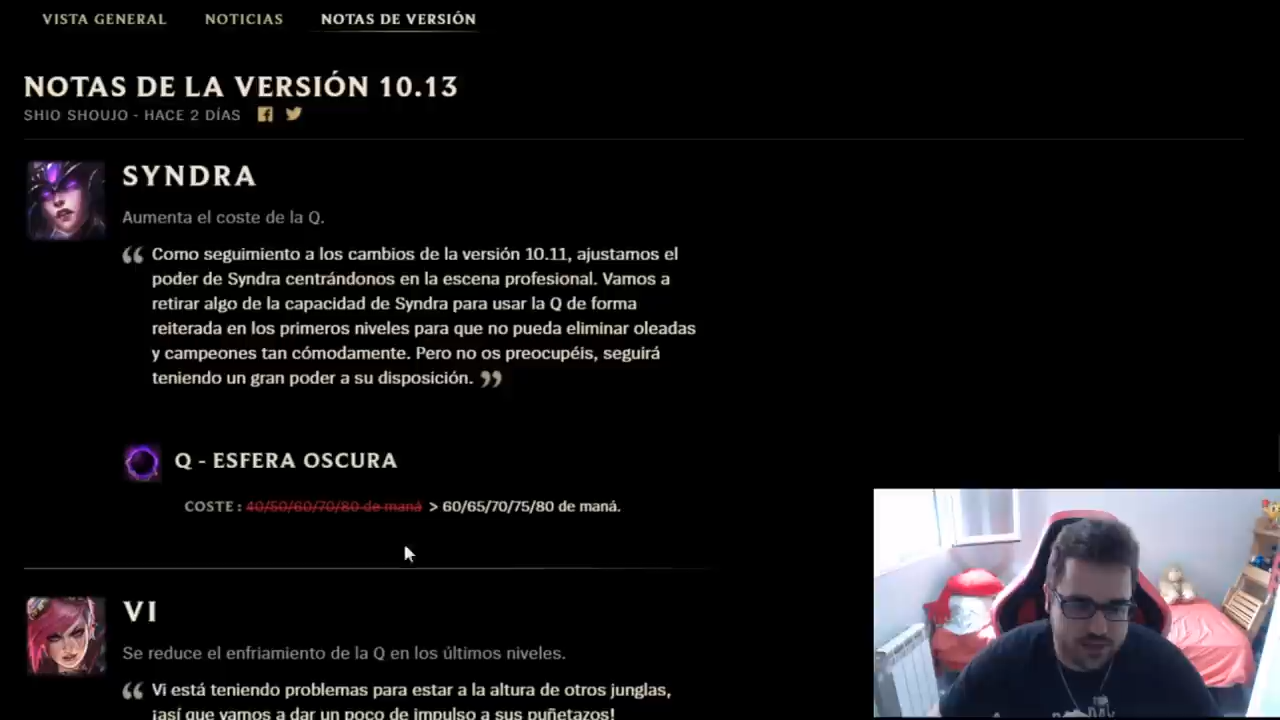 VISTA GENERAL NOTICIAS NOTAS DE VERSIÓN
NOTAS DE LA VERSIÓN 10.13
SHIO SHOUJO - HACE 2 DÍAS
SYNDRA
Aumenta el coste de la Q.
“ Como seguimiento a los cambios de la versión 10.11, ajustamos el
poder de Syndra centrándonos en la escena profesional. Vamos a
retirar algo de la capacidad de Syndra para usar la Q de forma
reiterada en los primeros niveles para que no pueda eliminar oleadas
y campeones tan cómodamente. Pero no os preocupéis, seguirá
teniendo un gran poder a su disposición. ”
Q - ESFERA OSCURA
COSTE : 40/50/60/70/80 de maná > 60/65/70/75/80 de maná.
VI
Se reduce el enfriamiento de la Q en los últimos niveles.
“ Vi está teniendo problemas para estar a la altura de otros junglas,
¡así que vamos a dar un poco de impulso a sus puñetazos!